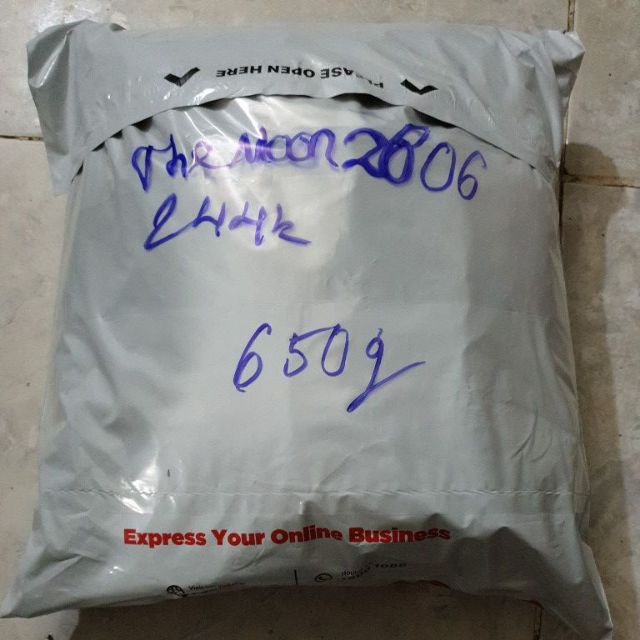 PLEASE OPEN HERE
The Moon 2806
244k
650g
Express Your Online Business